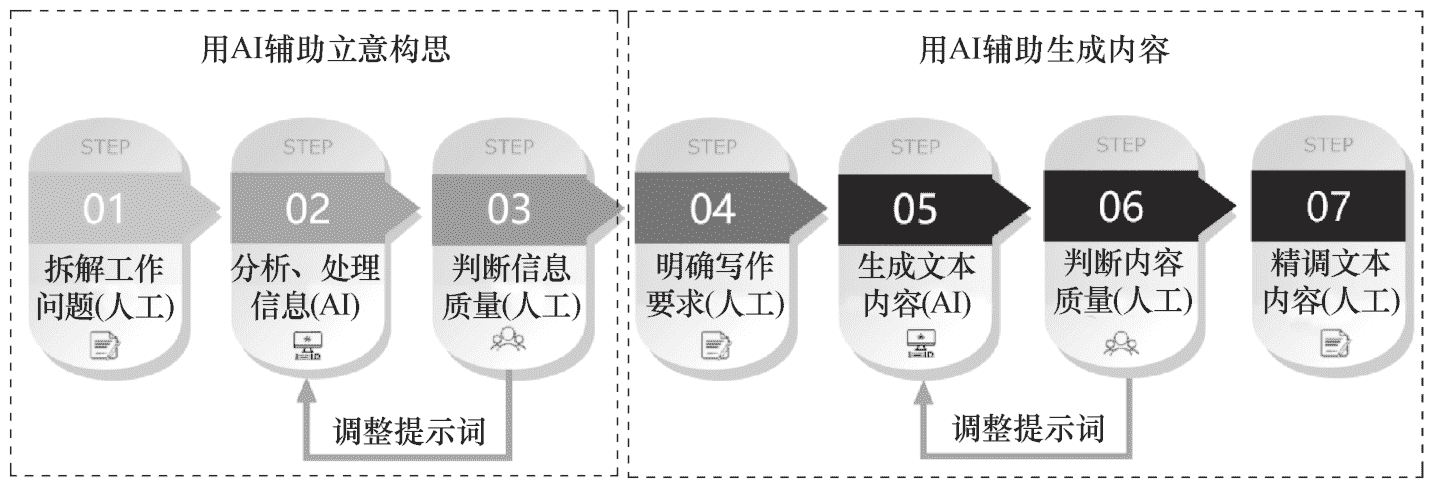 用AI辅助立意构思
STEP
01
拆解工作
问题(人工)
STEP
02
分析、处理
信息(AI)
STEP
03
判断信息
质量(人工)
调整提示词
用AI辅助生成内容
STEP
04
明确写作
要求(人工)
STEP
05
生成文本
内容(AI)
STEP
06
判断内容
质量(人工)
STEP
07
精调文本
内容(人工)
调整提示词